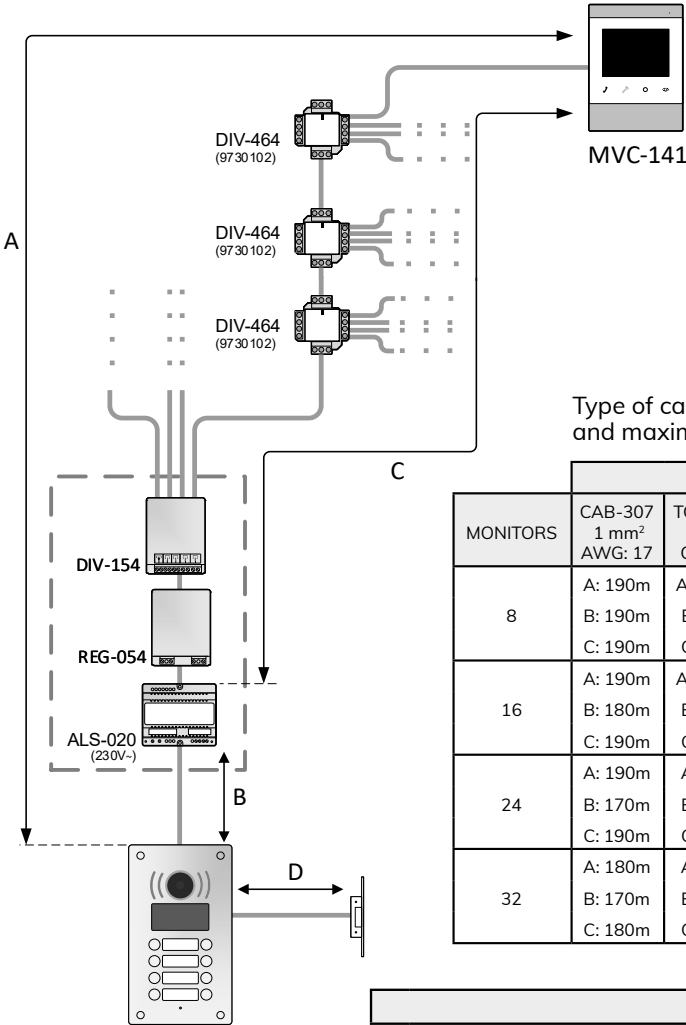 MVC-141
DIV-464
(9730102)
DIV-464
(9730102)
A
DIV-464
(9730102)
C
DIV-154
REG-054
ALS-020
(230V~)
B
D
Type of ca
and maxin
MONITORS
CAB-307
1 mm²
AWG: 17
8
A: 190m
B: 190m
C: 190m
16
A: 190m
B: 180m
C: 190m
24
A: 190m
B: 170m
C: 190m
32
A: 180m
B: 170m
C: 180m